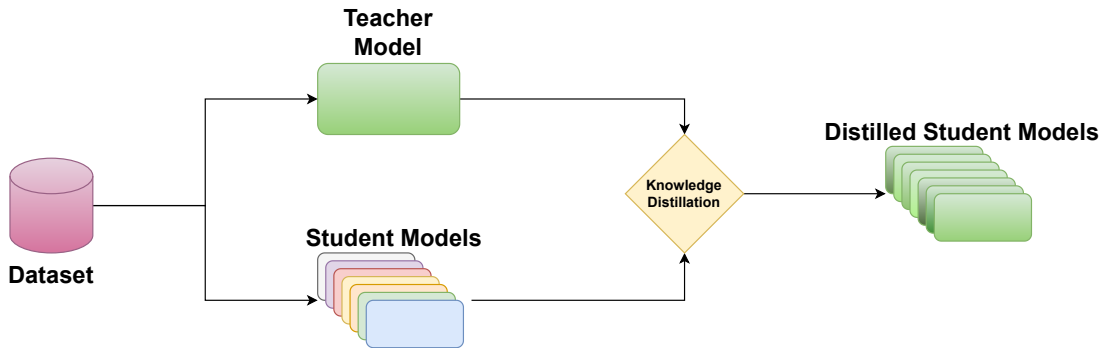 Teacher
Model
Distilled Student Models
Knowledge
Distillation
Student Models
Dataset